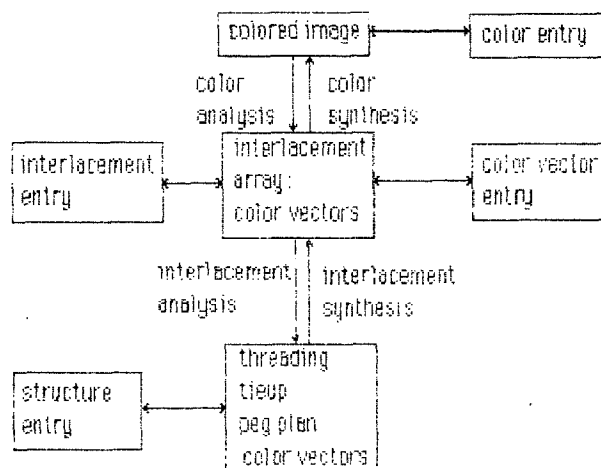 colored image
color entry
color
analysis
color
synthesis
interlacement
entry
interlacement
array:
color vectors
color vector
entry
interlacement
analysis
interlacement
synthesis
structure
entry
threading
tieup
peg plan
color vectors